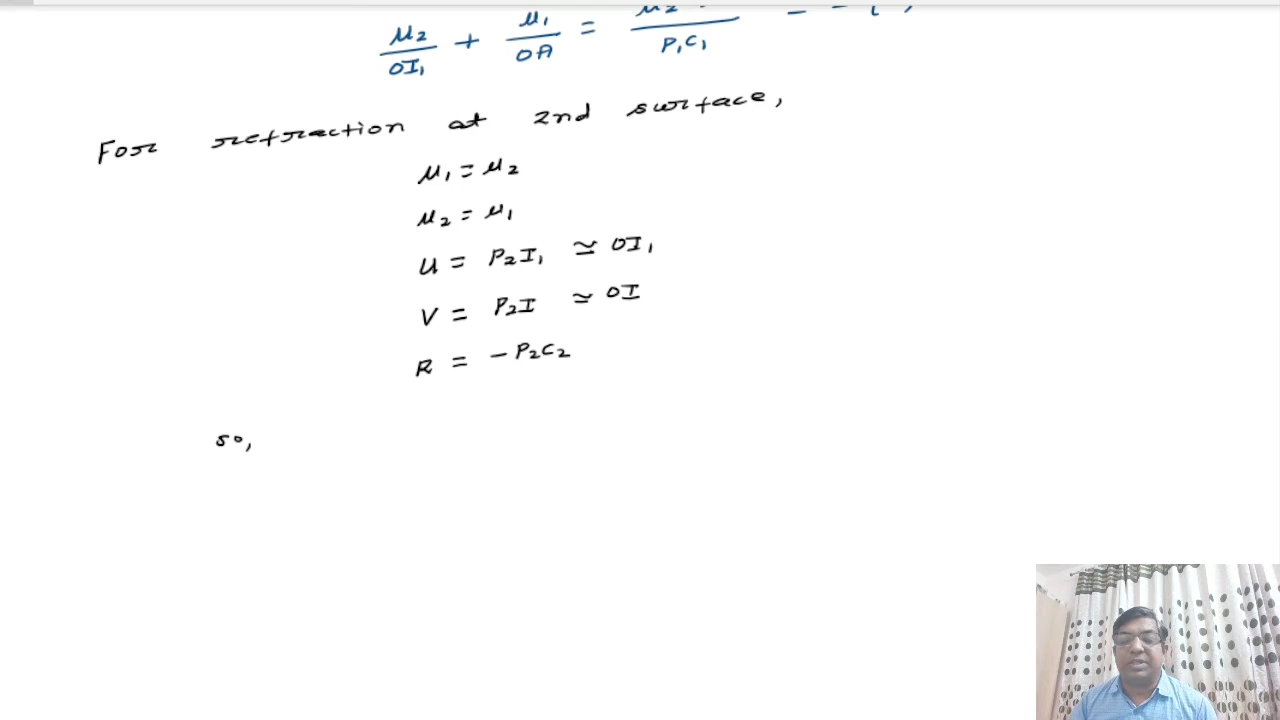 μ₂/OI₁ + μ₁/OA = /P₁C₁ - -
For refraction at 2nd surface,
μ₁ = μ₂
μ₂ = μ₁
u = P₂I₁ ≃ OI₁
V = P₂I ≃ OI
R = - P₂C₂
so,